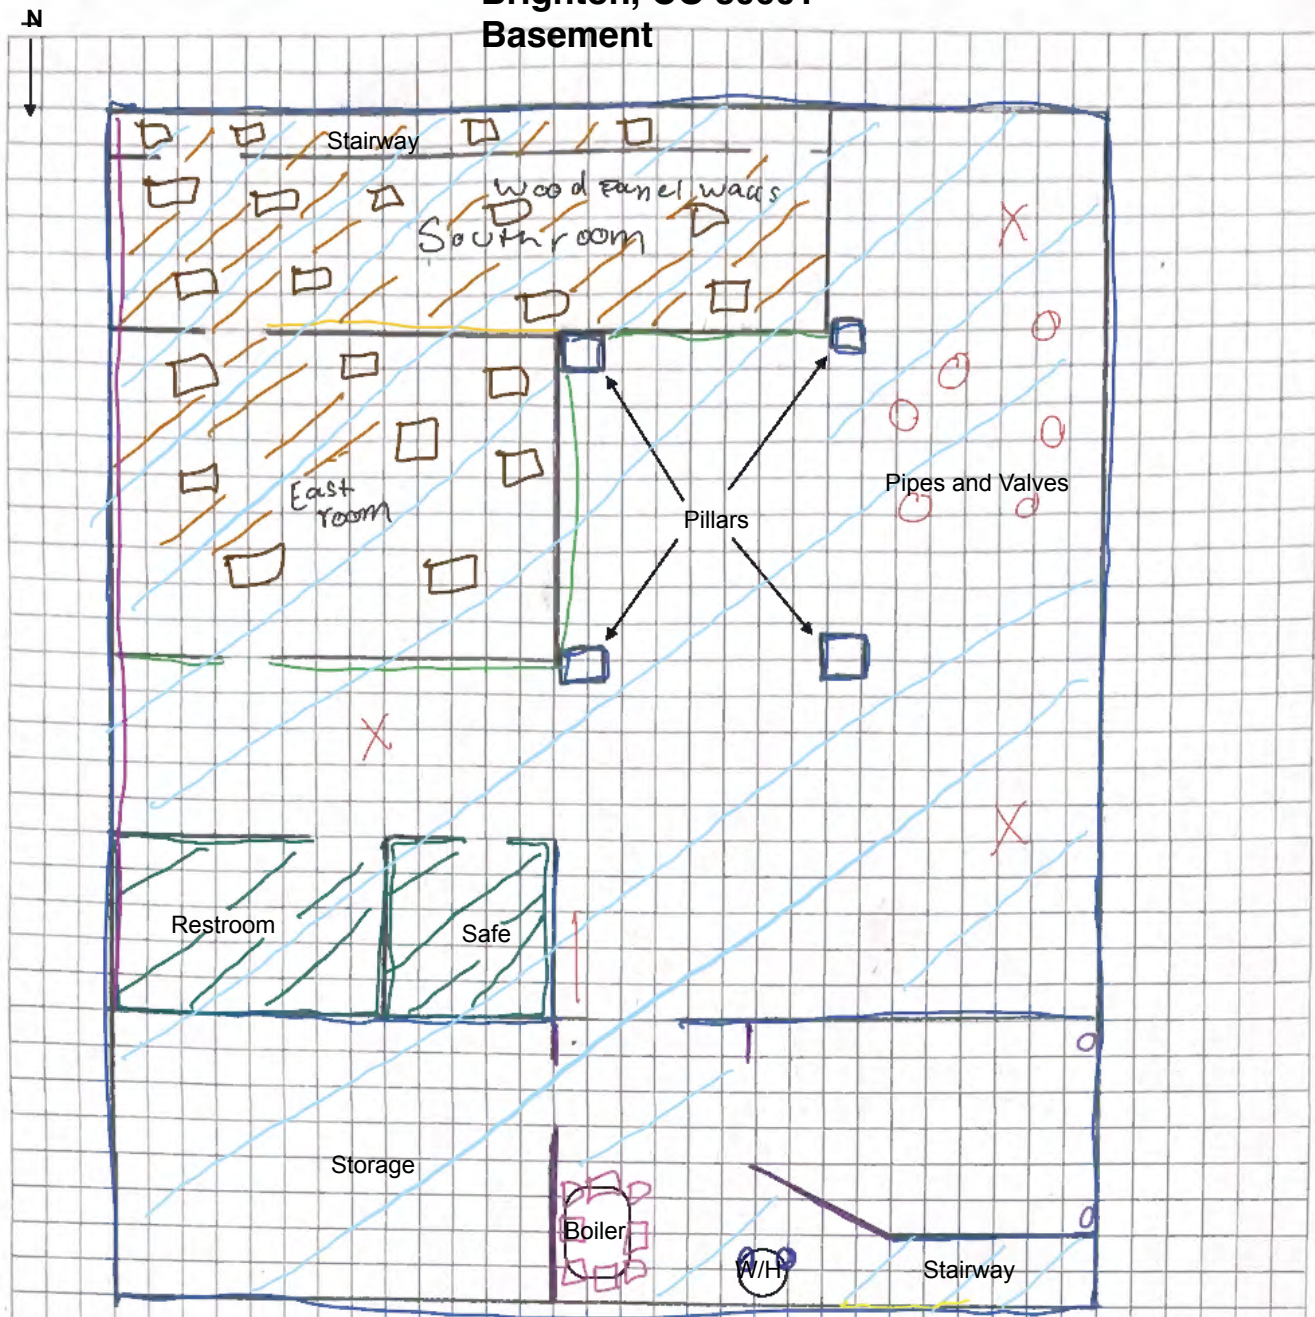 N
Basement
Stairway
Wood Panel walls
South room
East
room
Pipes and Valves
Pillars
Restroom
Safe
Storage
Boiler
W/H
Stairway